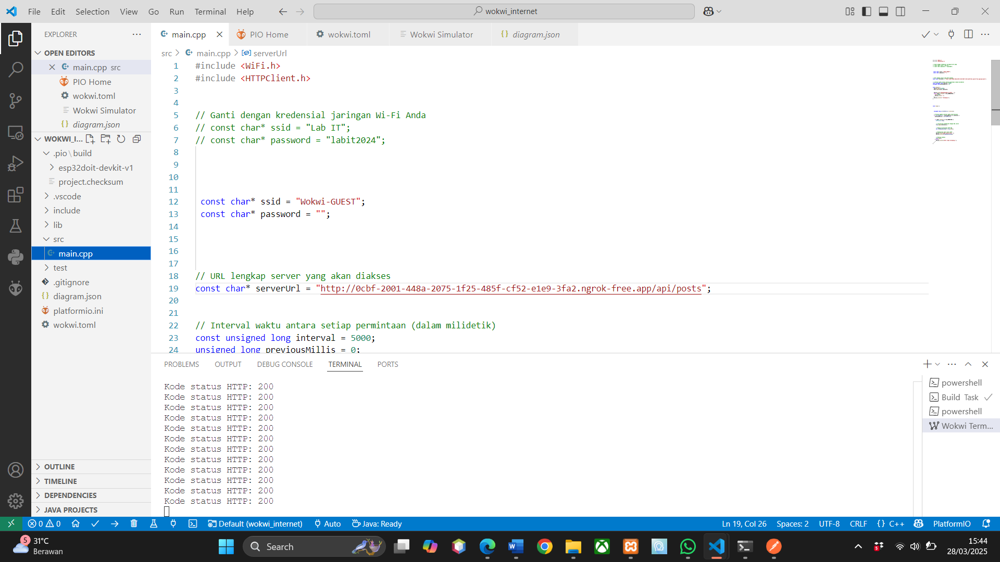 File Edit Selection View Go Run Terminal Help
wokwi_internet
EXPLORER
OPEN EDITORS
main.cpp src
PIO Home
wokwi.toml
Wokwi Simulator
diagram.json
WOKWI_I...
.pio\build
esp32doit-devkit-v1
project.checksum
.vscode
include
lib
src
main.cpp
test
.gitignore
diagram.json
platformio.ini
wokwi.toml
OUTLINE
TIMELINE
DEPENDENCIES
JAVA PROJECTS
main.cpp PIO Home wokwi.toml Wokwi Simulator diagram.json
src > main.cpp > serverUrl
1 #include <WiFi.h>
2 #include <HTTPClient.h>
3
4
5 // Ganti dengan kredensial jaringan Wi-Fi Anda
6 // const char* ssid = "Lab IT";
7 // const char* password = "labit2024";
8
9
10
11
12 const char* ssid = "Wokwi-GUEST";
13 const char* password = "";
14
15
16
17
18 // URL lengkap server yang akan diakses
19 const char* serverUrl = "http://0cbf-2001-448a-2075-1f25-485f-cf52-e1e9-3fa2.ngrok-free.app/api/posts";
20
21
22 // Interval waktu antara setiap permintaan (dalam milidetik)
23 const unsigned long interval = 5000;
24 unsigned long previousMillis = 0;
PROBLEMS OUTPUT DEBUG CONSOLE TERMINAL PORTS
Kode status HTTP: 200
Kode status HTTP: 200
Kode status HTTP: 200
Kode status HTTP: 200
Kode status HTTP: 200
Kode status HTTP: 200
Kode status HTTP: 200
Kode status HTTP: 200
Kode status HTTP: 200
Kode status HTTP: 200
Kode status HTTP: 200
Kode status HTTP: 200
powershell
Build Task
powershell
Wokwi Term...
0 0 Default (wokwi_internet) Auto Java: Ready Ln 19, Col 26 Spaces: 2 UTF-8 CRLF {} C++ PlatformIO
5
31°C
Berawan
Search
15:44
28/03/2025